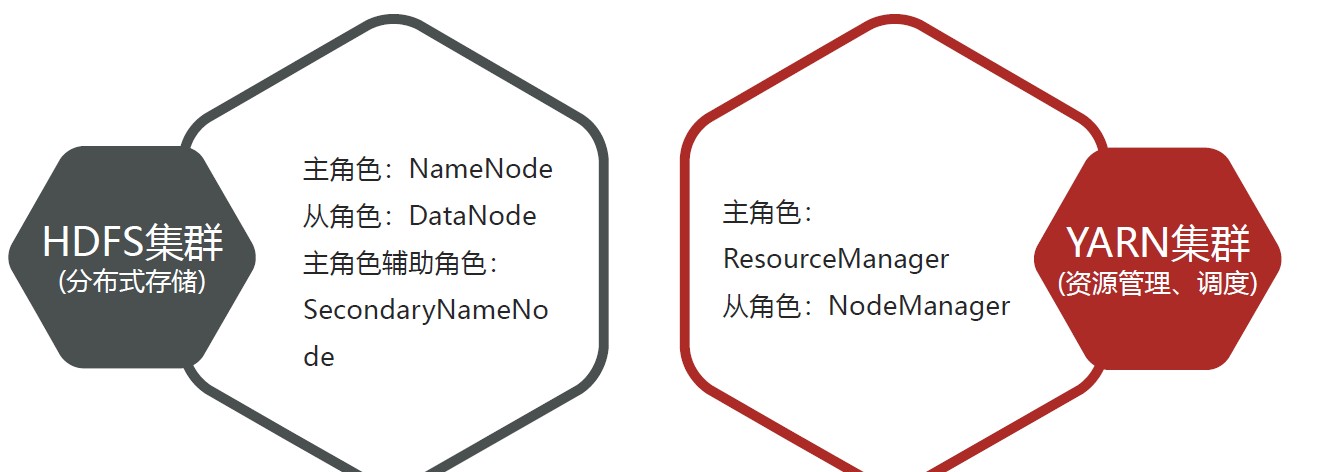 HDFS集群
(分布式存储)
主角色：NameNode
从角色：DataNode
主角色辅助角色：
SecondaryNameNo
de
主角色：
ResourceManager
从角色：NodeManager
YARN集群
(资源管理、调度)